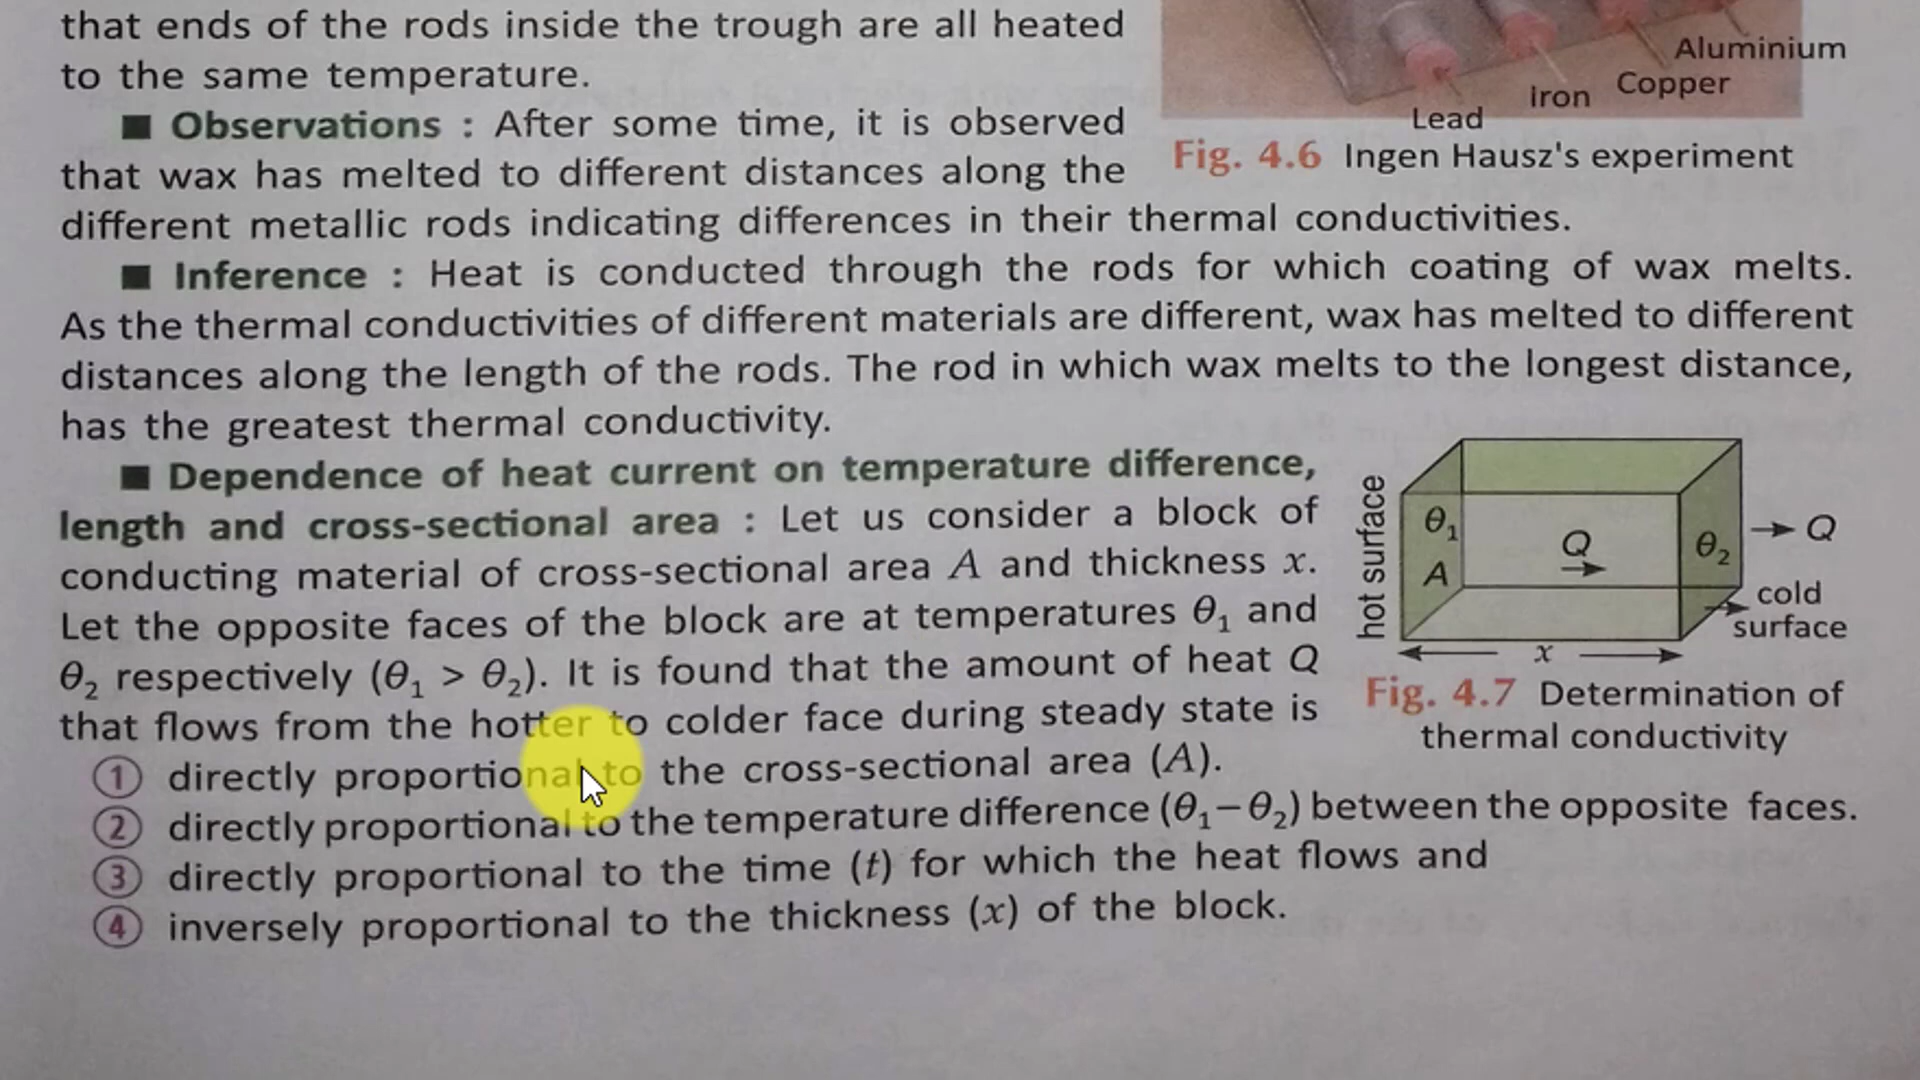 that ends of the rods inside the trough are all heated
to the same temperature.
Aluminium
Copper
Iron
Lead
Fig. 4.6 Ingen Hausz's experiment
■ Observations : After some time, it is observed
that wax has melted to different distances along the
different metallic rods indicating differences in their thermal conductivities.
■ Inference : Heat is conducted through the rods for which coating of wax melts.
As the thermal conductivities of different materials are different, wax has melted to different
distances along the length of the rods. The rod in which wax melts to the longest distance,
has the greatest thermal conductivity.
■ Dependence of heat current on temperature difference,
length and cross-sectional area : Let us consider a block of
conducting material of cross-sectional area A and thickness x.
Let the opposite faces of the block are at temperatures θ₁ and
θ₂ respectively (θ₁ > θ₂). It is found that the amount of heat Q
that flows from the hotter to colder face during steady state is
① directly proportional to the cross-sectional area (A).
② directly proportional to the temperature difference (θ₁−θ₂) between the opposite faces.
③ directly proportional to the time (t) for which the heat flows and
④ inversely proportional to the thickness (x) of the block.
hot surface
θ₁
A
Q
θ₂
Q
cold
surface
x
Fig. 4.7 Determination of
thermal conductivity